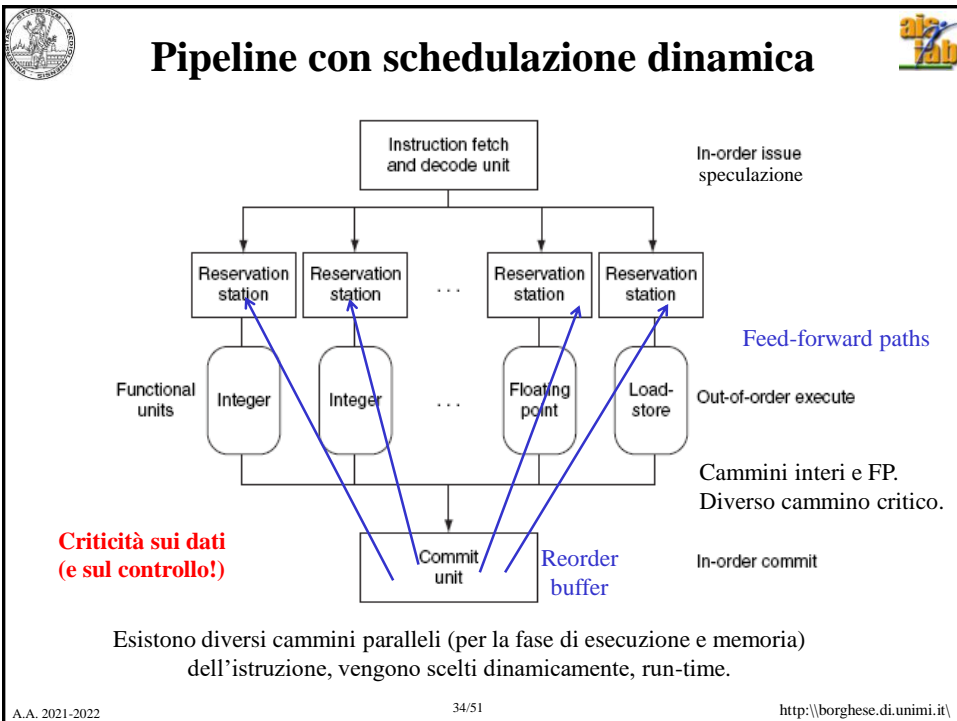 Pipeline con schedulazione dinamica
Instruction fetch
and decode unit
In-order issue
speculazione
Reservation
station
Reservation
station
. . .
Reservation
station
Reservation
station
Feed-forward paths
Functional
units
Integer
Integer
. . .
Floating
point
Load-
store
Out-of-order execute
Cammini interi e FP.
Diverso cammino critico.
Criticità sui dati
(e sul controllo!)
Commit
unit
Reorder
buffer
In-order commit
Esistono diversi cammini paralleli (per la fase di esecuzione e memoria)
dell'istruzione, vengono scelti dinamicamente, run-time.
A.A. 2021-2022
34/51
http:\\borghese.di.unimi.it\